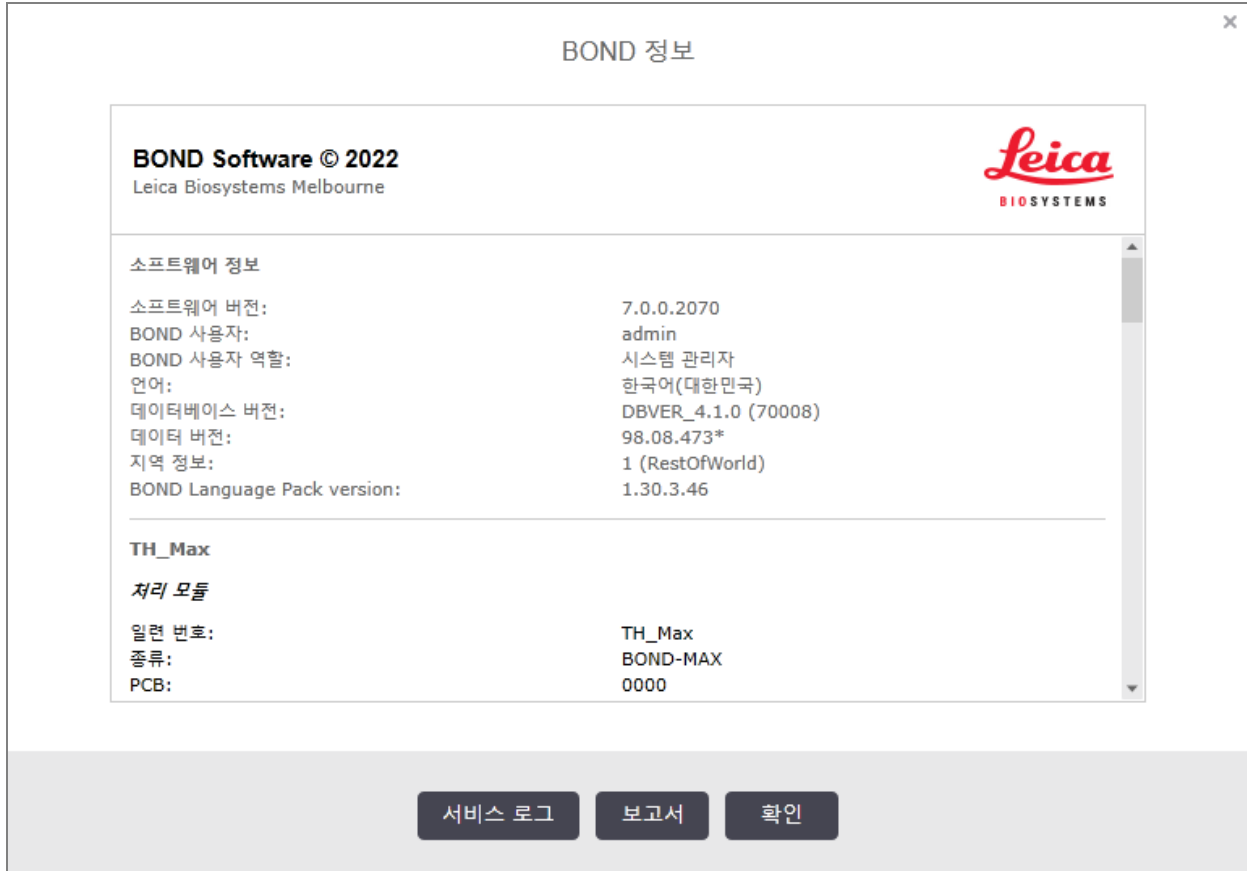 BOND 정보
BOND Software © 2022
Leica Biosystems Melbourne
Leica
BIOSYSTEMS
소프트웨어 정보
소프트웨어 버전: 7.0.0.2070
BOND 사용자: admin
BOND 사용자 역할: 시스템 관리자
언어: 한국어(대한민국)
데이터베이스 버전: DBVER_4.1.0 (70008)
데이터 버전: 98.08.473*
지역 정보: 1 (RestOfWorld)
BOND Language Pack version: 1.30.3.46
TH_Max
처리 모듈
일련 번호: TH_Max
종류: BOND-MAX
PCB: 0000
서비스 로그 보고서 확인